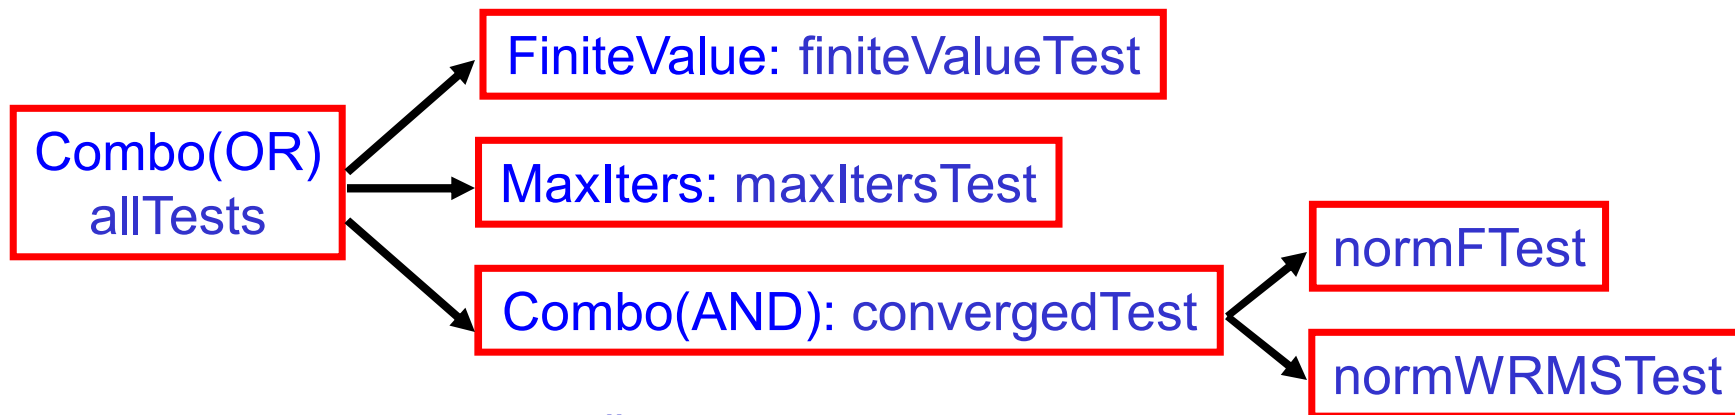 FiniteValue: finiteValueTest
Combo(OR)
allTests
MaxIters: maxItersTest
Combo(AND): convergedTest
normFTest
normWRMSTest